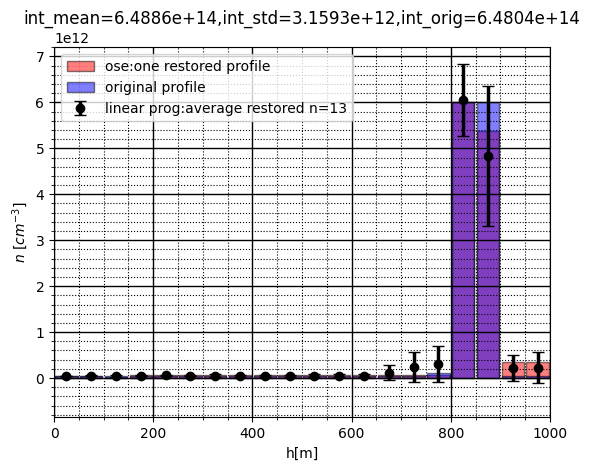 int_mean=6.4886e+14,int_std=3.1593e+12,int_orig=6.4804e+14
1e12
7
6
5
4
3
2
1
0
n [cm^{-3}]
ose:one restored profile
original profile
linear prog:average restored n=13
0 200 400 600 800 1000
h[m]